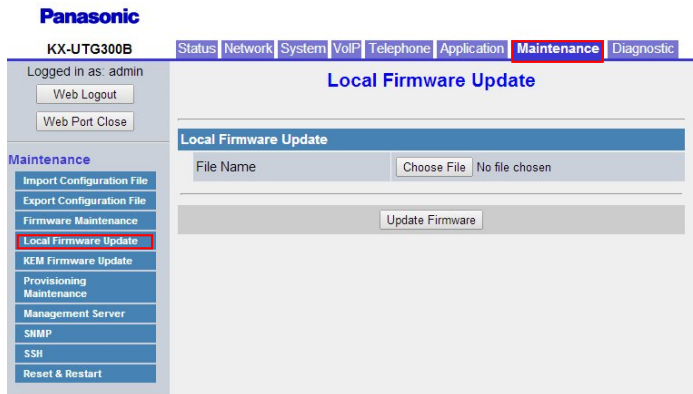 Panasonic
KX-UTG300B
Status Network System VoIP Telephone Application Maintenance Diagnostic
Logged in as: admin
Web Logout
Web Port Close
Maintenance
Import Configuration File
Export Configuration File
Firmware Maintenance
Local Firmware Update
KEM Firmware Update
Provisioning
Maintenance
Management Server
SNMP
SSH
Reset & Restart
Local Firmware Update
Local Firmware Update
File Name Choose File No file chosen
Update Firmware